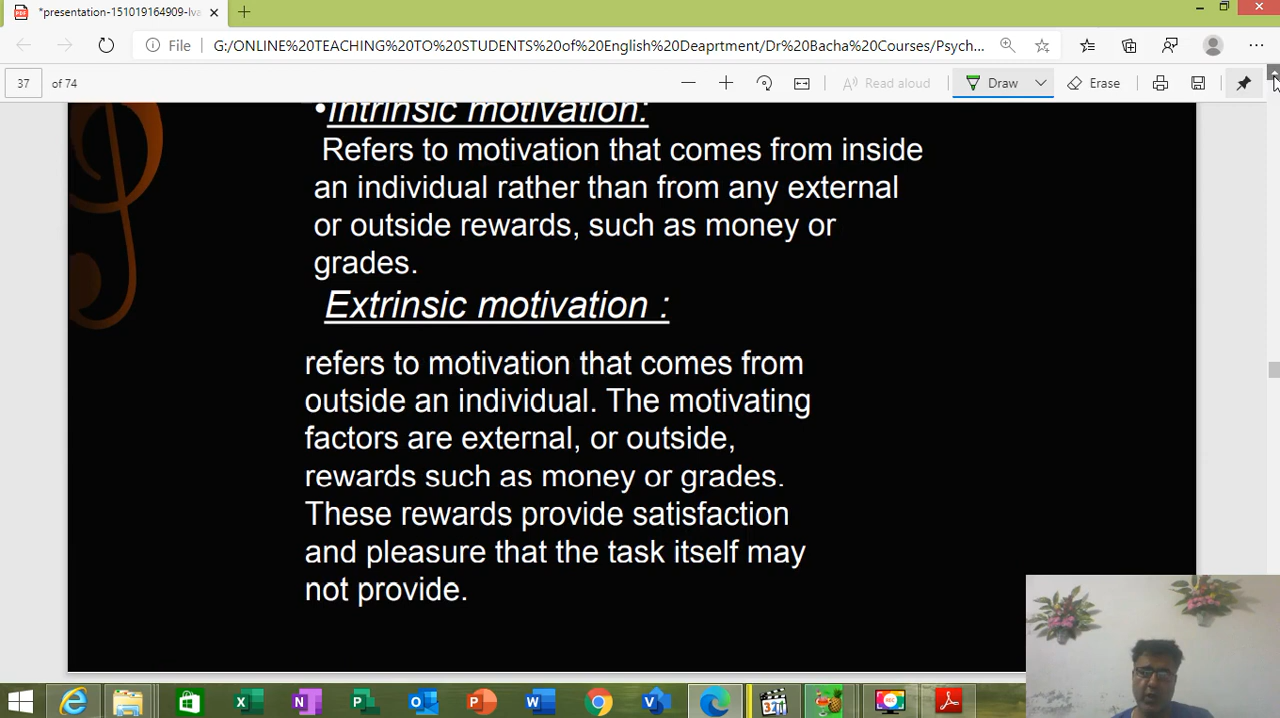 *presentation-151019164909-lva
File
G:/ONLINE%20TEACHING%20TO%20STUDENTS%20of%20English%20Deaprtment/Dr%20Bacha%20Courses/Psych...
37 of 74
Read aloud
Draw
Erase
•Intrinsic motivation:
Refers to motivation that comes from inside
an individual rather than from any external
or outside rewards, such as money or
grades.
Extrinsic motivation :
refers to motivation that comes from
outside an individual. The motivating
factors are external, or outside,
rewards such as money or grades.
These rewards provide satisfaction
and pleasure that the task itself may
not provide.